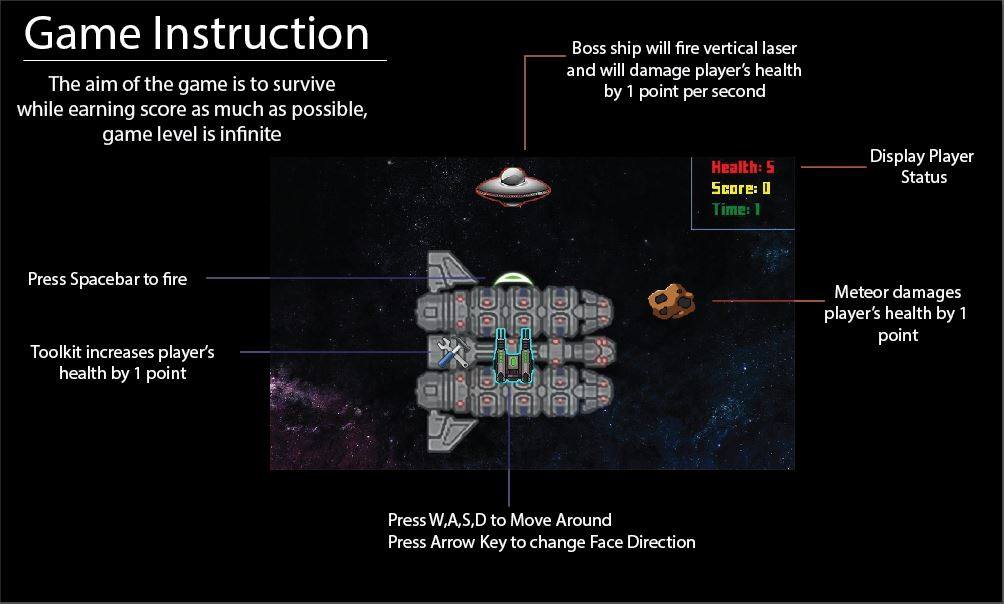 Game Instruction
The aim of the game is to survive
while earning score as much as possible,
game level is infinite
Boss ship will fire vertical laser
and will damage player's health
by 1 point per second
Display Player
Status
Health: 5
Score: 0
Time: 1
Press Spacebar to fire
Meteor damages
player's health by 1
point
Toolkit increases player's
health by 1 point
Press W,A,S,D to Move Around
Press Arrow Key to change Face Direction